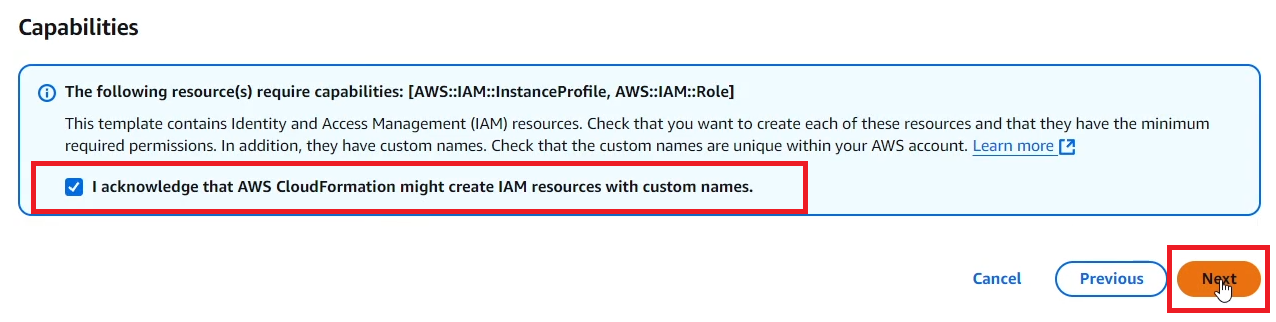 Capabilities
The following resource(s) require capabilities: [AWS::IAM::InstanceProfile, AWS::IAM::Role]
This template contains Identity and Access Management (IAM) resources. Check that you want to create each of these resources and that they have the minimum
required permissions. In addition, they have custom names. Check that the custom names are unique within your AWS account. Learn more
I acknowledge that AWS CloudFormation might create IAM resources with custom names.
Cancel Previous Next